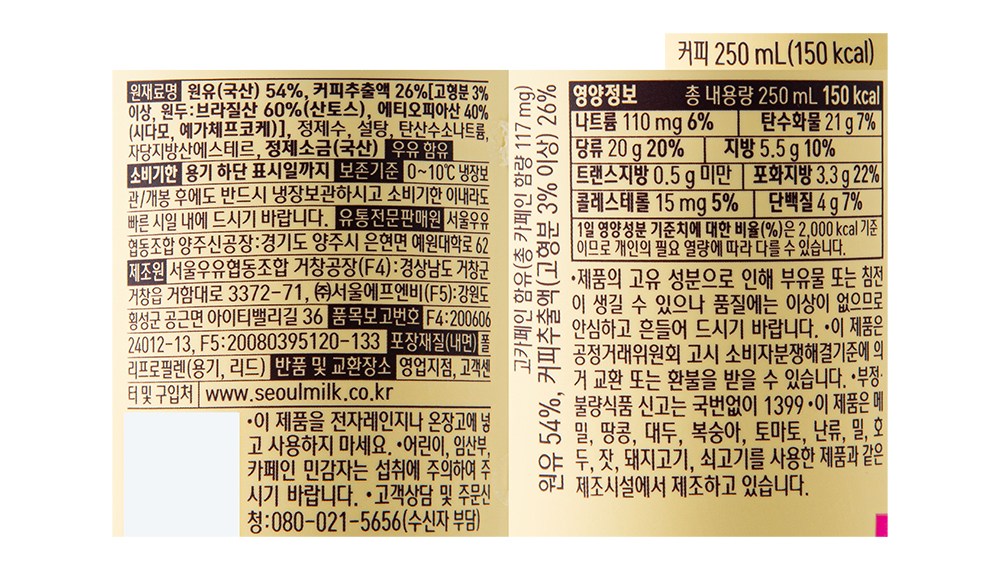 커피 250 mL(150 kcal)
원재료명 원유(국산) 54%, 커피추출액 26%[고형분 3%
이상, 원두:브라질산 60%(산토스), 에티오피아산 40%
(시다모, 예가체프코케)], 정제수, 설탕, 탄산수소나트륨,
자당지방산에스테르, 정제소금(국산) 우유 함유
소비기한 용기 하단 표시일까지 보존기준 0~10℃ 냉장보
관/개봉 후에도 반드시 냉장보관하시고 소비기한 이내라도
빠른 시일 내에 드시기 바랍니다. 유통전문판매원 서울우유
협동조합 양주신공장:경기도 양주시 은현면 예원대학로 62
제조원 서울우유협동조합 거창공장(F4):경상남도 거창군
거창읍 거함대로 3372-71, ㈜서울에프엔비(F5):강원도
횡성군 공근면 아이티밸리길 36 품목보고번호 F4:200606
24012-13, F5:20080395120-133 포장재질(내면) 폴
리프로필렌(용기, 리드) 반품 및 교환장소 영업지점, 고객센
터 및 구입처 www.seoulmilk.co.kr
•이 제품을 전자레인지나 온장고에 넣
고 사용하지 마세요. •어린이, 임산부,
카페인 민감자는 섭취에 주의하여 주
시기 바랍니다. •고객상담 및 주문신
청:080-021-5656(수신자 부담)
고카페인 함유(총 카페인 함량 117 mg)
원유 54%, 커피추출액(고형분 3% 이상) 26%
영양정보 총 내용량 250 mL 150 kcal
나트륨 110 mg 6% 탄수화물 21 g 7%
당류 20 g 20% 지방 5.5 g 10%
트랜스지방 0.5 g 미만 포화지방 3.3 g 22%
콜레스테롤 15 mg 5% 단백질 4 g 7%
1일 영양성분 기준치에 대한 비율(%)은 2,000 kcal 기준
이므로 개인의 필요 열량에 따라 다를 수 있습니다.
•제품의 고유 성분으로 인해 부유물 또는 침전
이 생길 수 있으나 품질에는 이상이 없으므로
안심하고 흔들어 드시기 바랍니다. •이 제품은
공정거래위원회 고시 소비자분쟁해결기준에 의
거 교환 또는 환불을 받을 수 있습니다. •부정·
불량식품 신고는 국번없이 1399 •이 제품은 메
밀, 땅콩, 대두, 복숭아, 토마토, 난류, 밀, 호
두, 잣, 돼지고기, 쇠고기를 사용한 제품과 같은
제조시설에서 제조하고 있습니다.